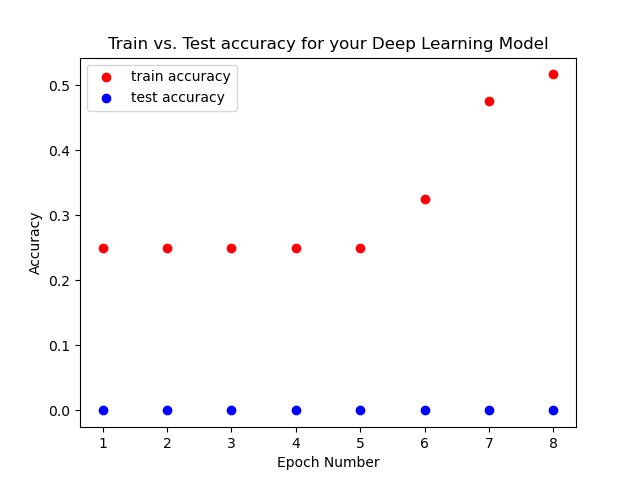 Train vs. Test accuracy for your Deep Learning Model
train accuracy
test accuracy
Accuracy
0.5
0.4
0.3
0.2
0.1
0.0
1 2 3 4 5 6 7 8
Epoch Number